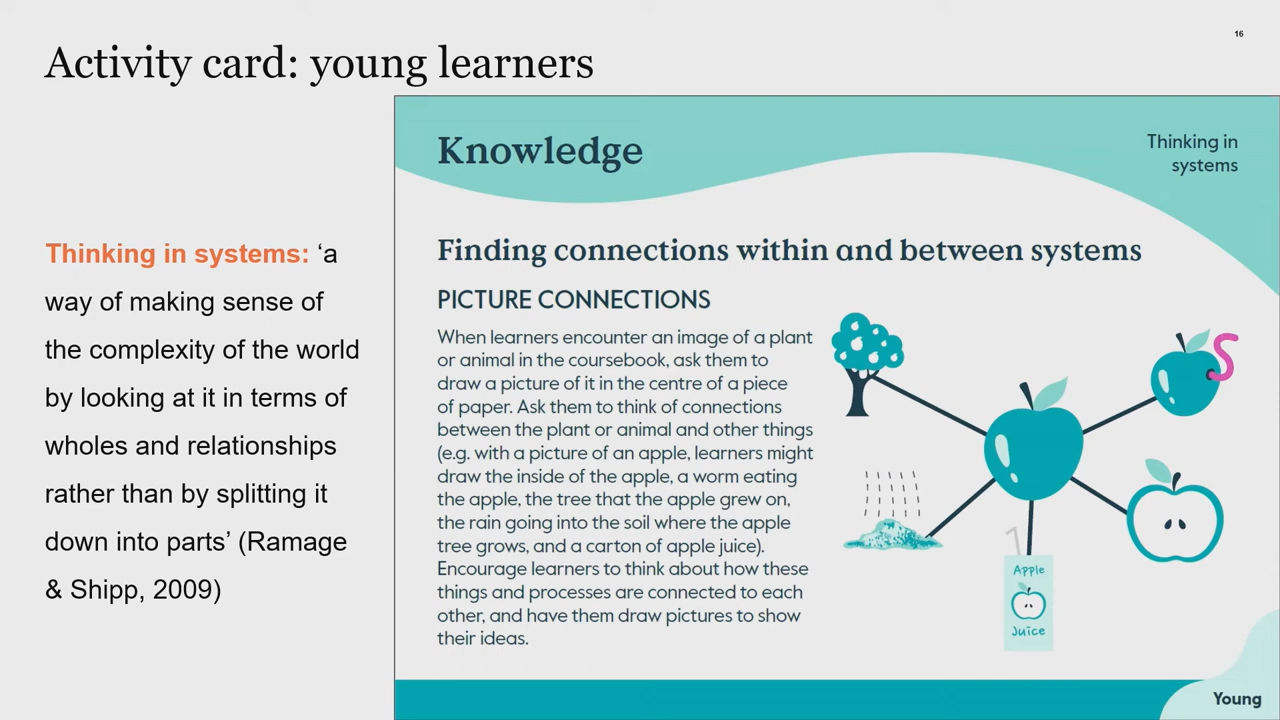 16
Activity card: young learners
Thinking in systems: ‘a
way of making sense of
the complexity of the world
by looking at it in terms of
wholes and relationships
rather than by splitting it
down into parts’ (Ramage
& Shipp, 2009)
Knowledge
Thinking in
systems
Finding connections within and between systems
PICTURE CONNECTIONS
When learners encounter an image of a plant
or animal in the coursebook, ask them to
draw a picture of it in the centre of a piece
of paper. Ask them to think of connections
between the plant or animal and other things
(e.g. with a picture of an apple, learners might
draw the inside of the apple, a worm eating
the apple, the tree that the apple grew on,
the rain going into the soil where the apple
tree grows, and a carton of apple juice).
Encourage learners to think about how these
things and processes are connected to each
other, and have them draw pictures to show
their ideas.
Apple
Juice
Young